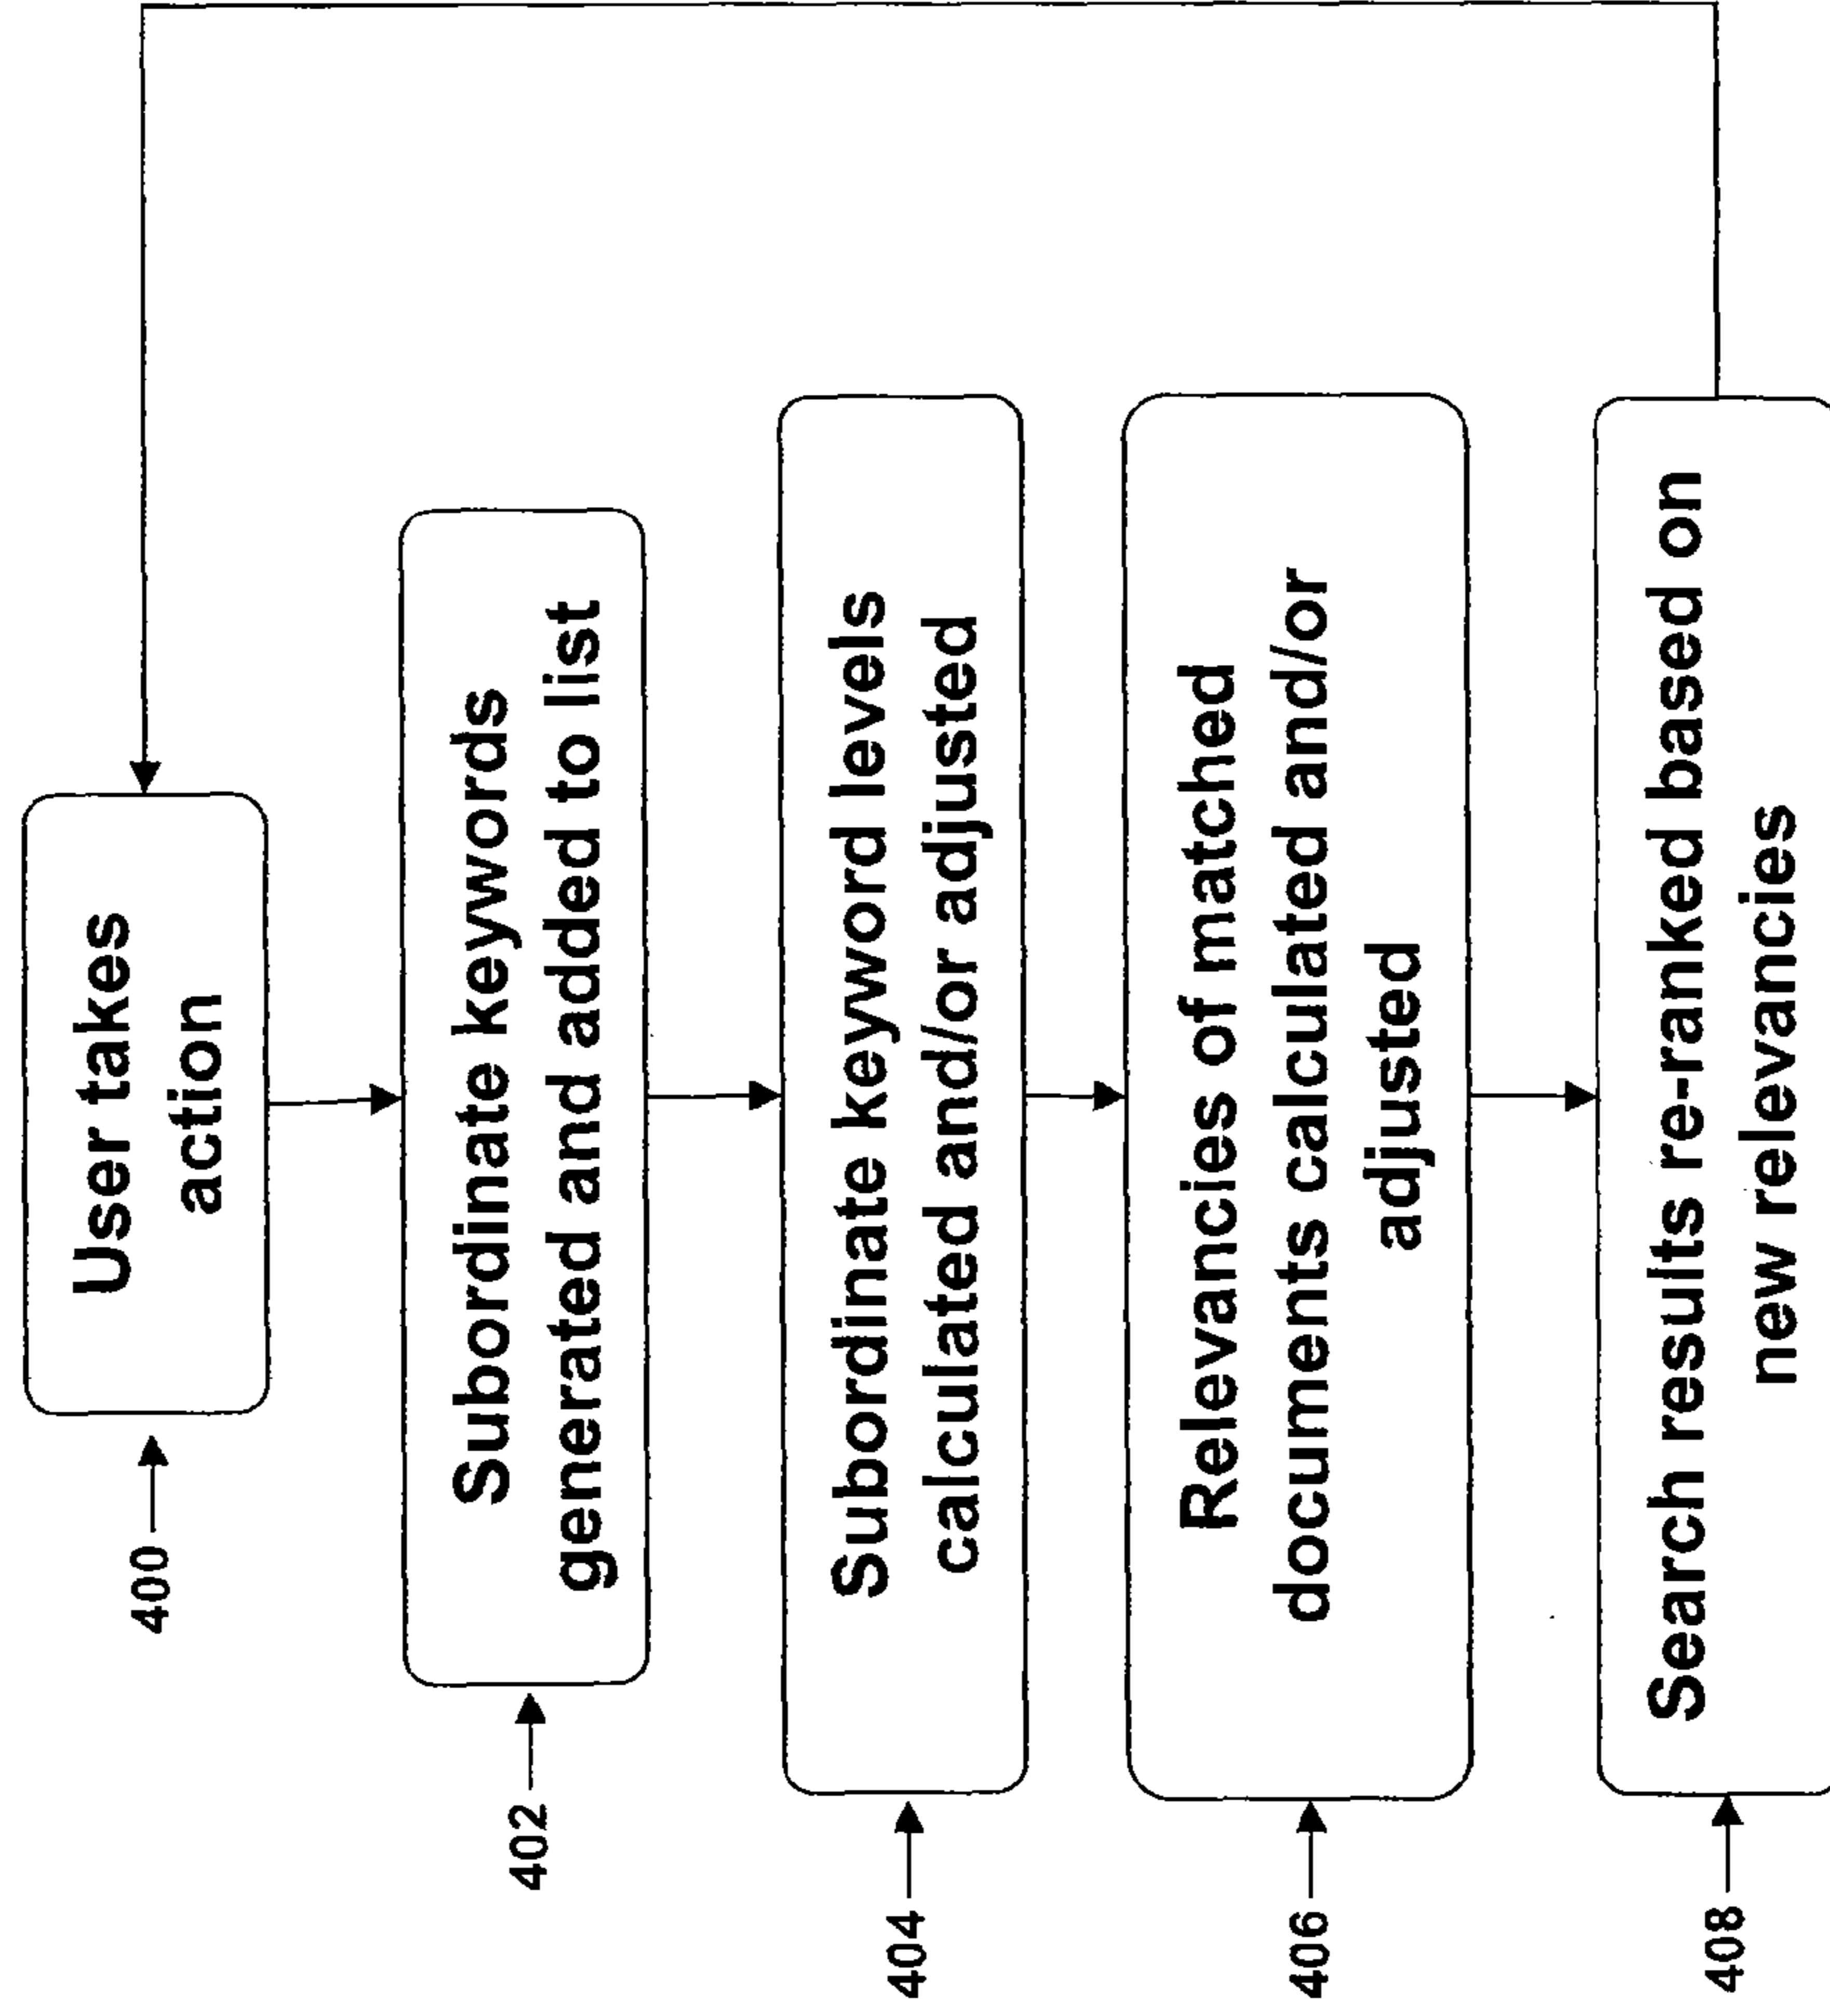 400
User takes
action
402
Subordinate keywords
generated and added to list
404
Subordinate keyword levels
calculated and/or adjusted
406
Relevancies of matched
documents calculated and/or
adjusted
408
Search results re-ranked based on
new relevancies